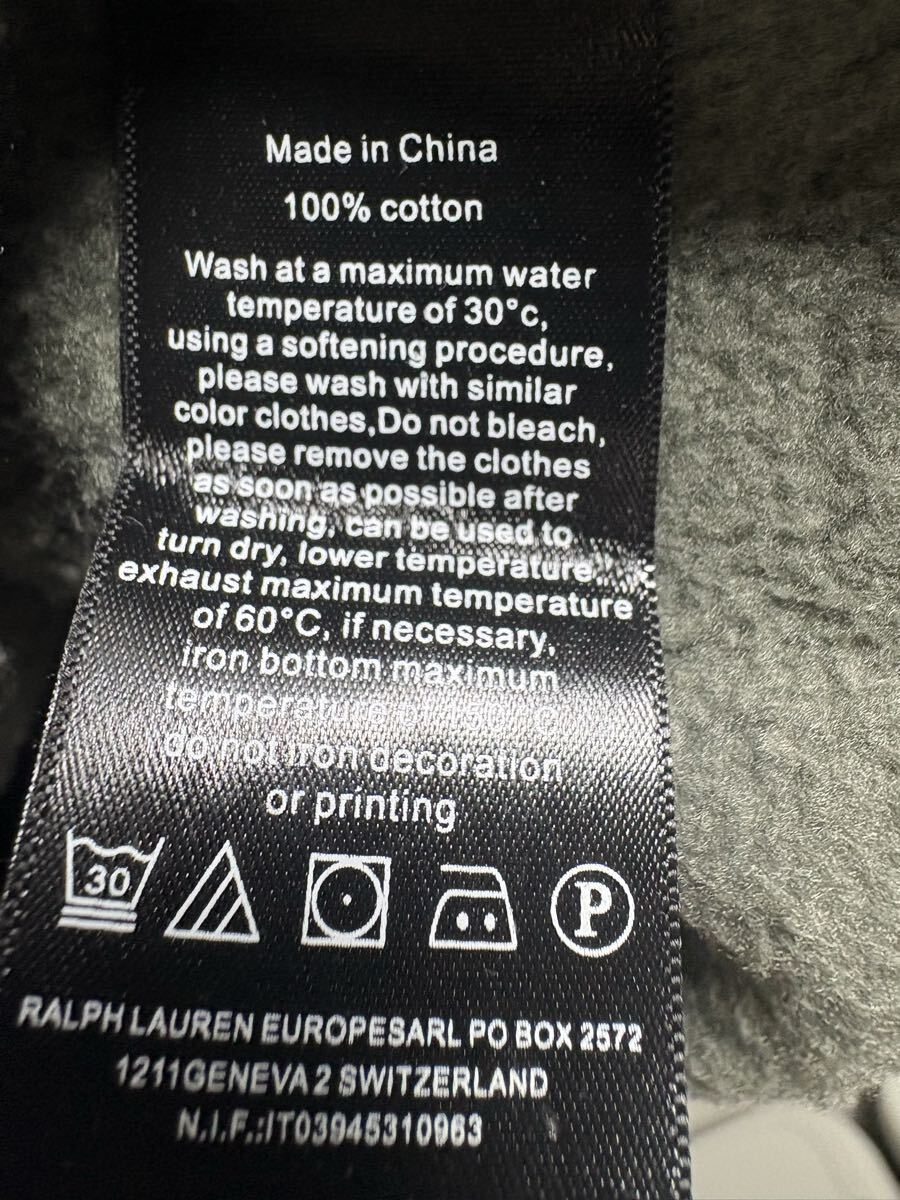 Made in China
100% cotton
Wash at a maximum water
temperature of 30°c,
using a softening procedure,
please wash with similar
color clothes,Do not bleach,
please remove the clothes
as soon as possible after
washing, can be used to
turn dry, lower temperature
exhaust maximum temperature
of 60°C, if necessary,
iron bottom maximum
temperature
do not iron decoration
or printing
30
P
RALPH LAUREN EUROPESARL PO BOX 2572
1211GENEVA 2 SWITZERLAND
N.I.F.:IT03945310963